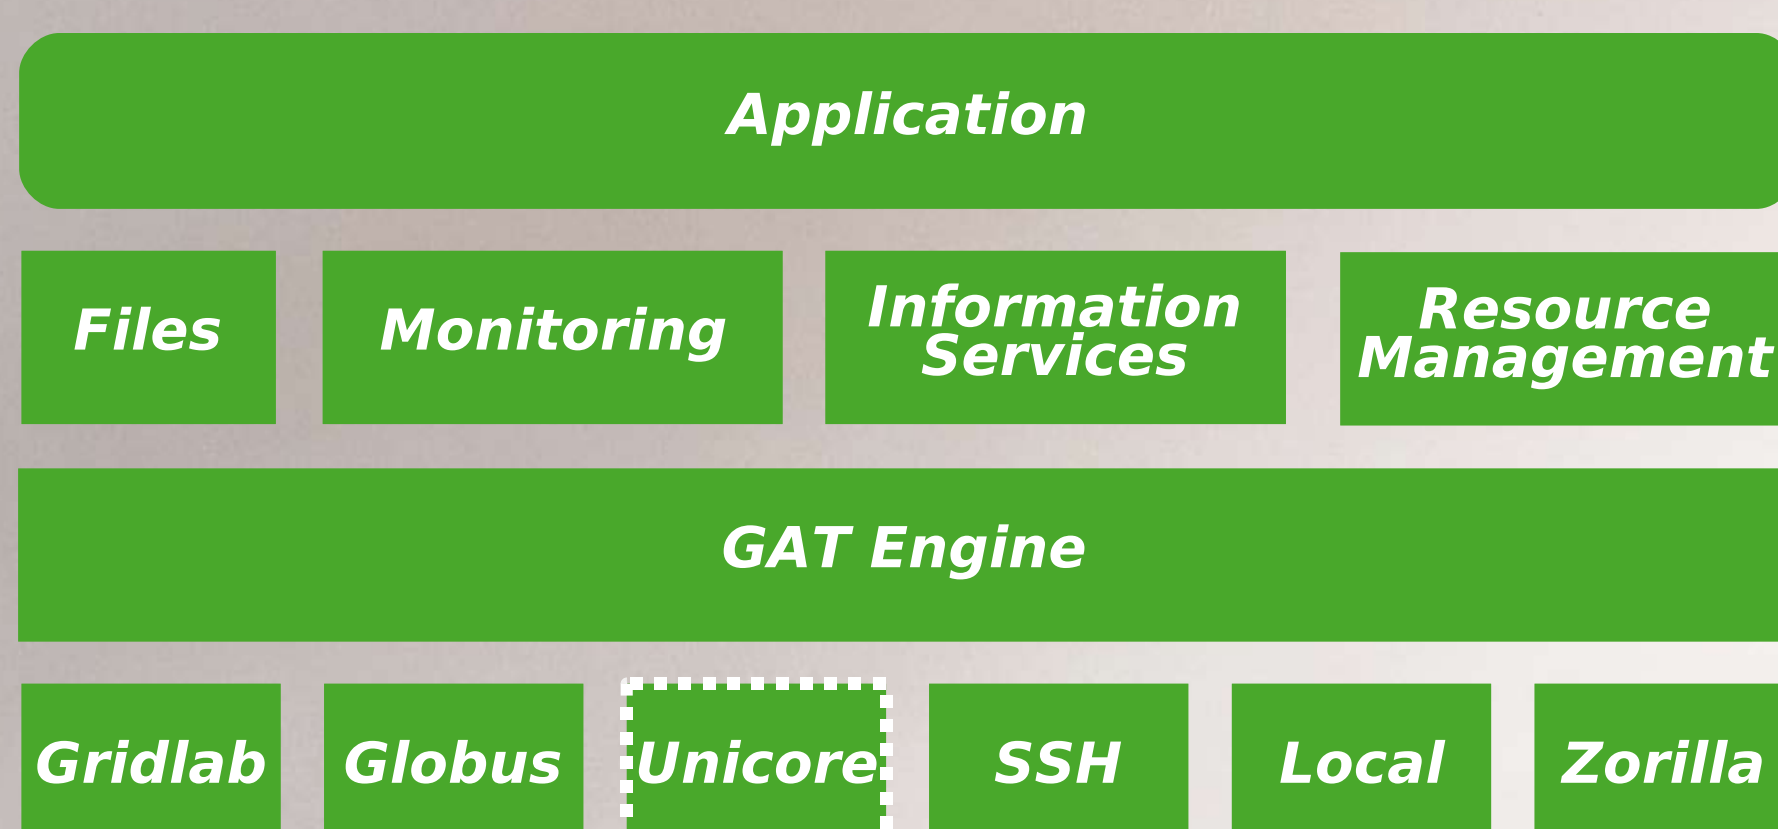 Application
Files
Monitoring
Information
Services
Resource
Management
GAT Engine
Gridlab
Globus
Unicore
SSH
Local
Zorilla